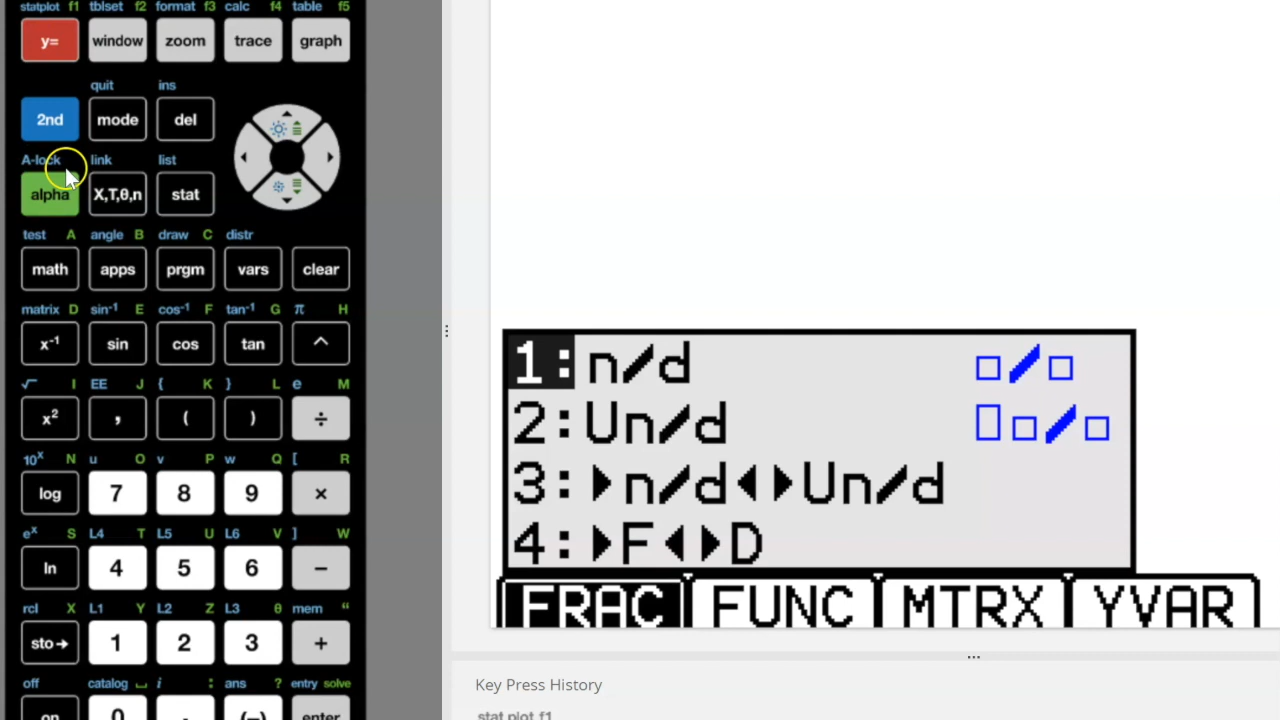 statplot f1 tblset f2 format f3 calc f4 table f5
y= window zoom trace graph
quit ins
2nd mode del
A-lock link list
alpha X,T,θ,n stat
test A angle B draw C distr
math apps prgm vars clear
matrix D sin⁻¹ E cos⁻¹ F tan⁻¹ G π H
x⁻¹ sin cos tan ^
√ I EE J { K } L e M
x² , ( ) ÷
10ˣ N u O v P w Q [ R
log 7 8 9 ×
eˣ S L4 T L5 U L6 V ] W
ln 4 5 6 −
rcl X L1 Y L2 Z L3 θ mem “
sto→ 1 2 3 +
off catalog ⎵ i : ans ? entry solve
on 0 . (−) enter
1:n/d □/□
2:Un/d □□/□
3:▶n/d◀▶Un/d
4:▶F◀▶D
FRAC FUNC MTRX YVAR
Key Press History
stat plot f1